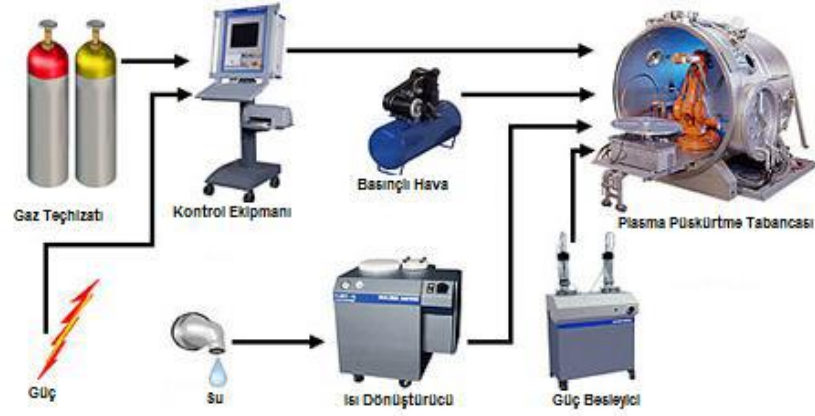 Gaz Teçhizatı
Kontrol Ekipmanı
Basınçlı Hava
Plasma Püskürtme Tabancası
Güç
Su
Isı Dönüştürücü
Güç Besleyici